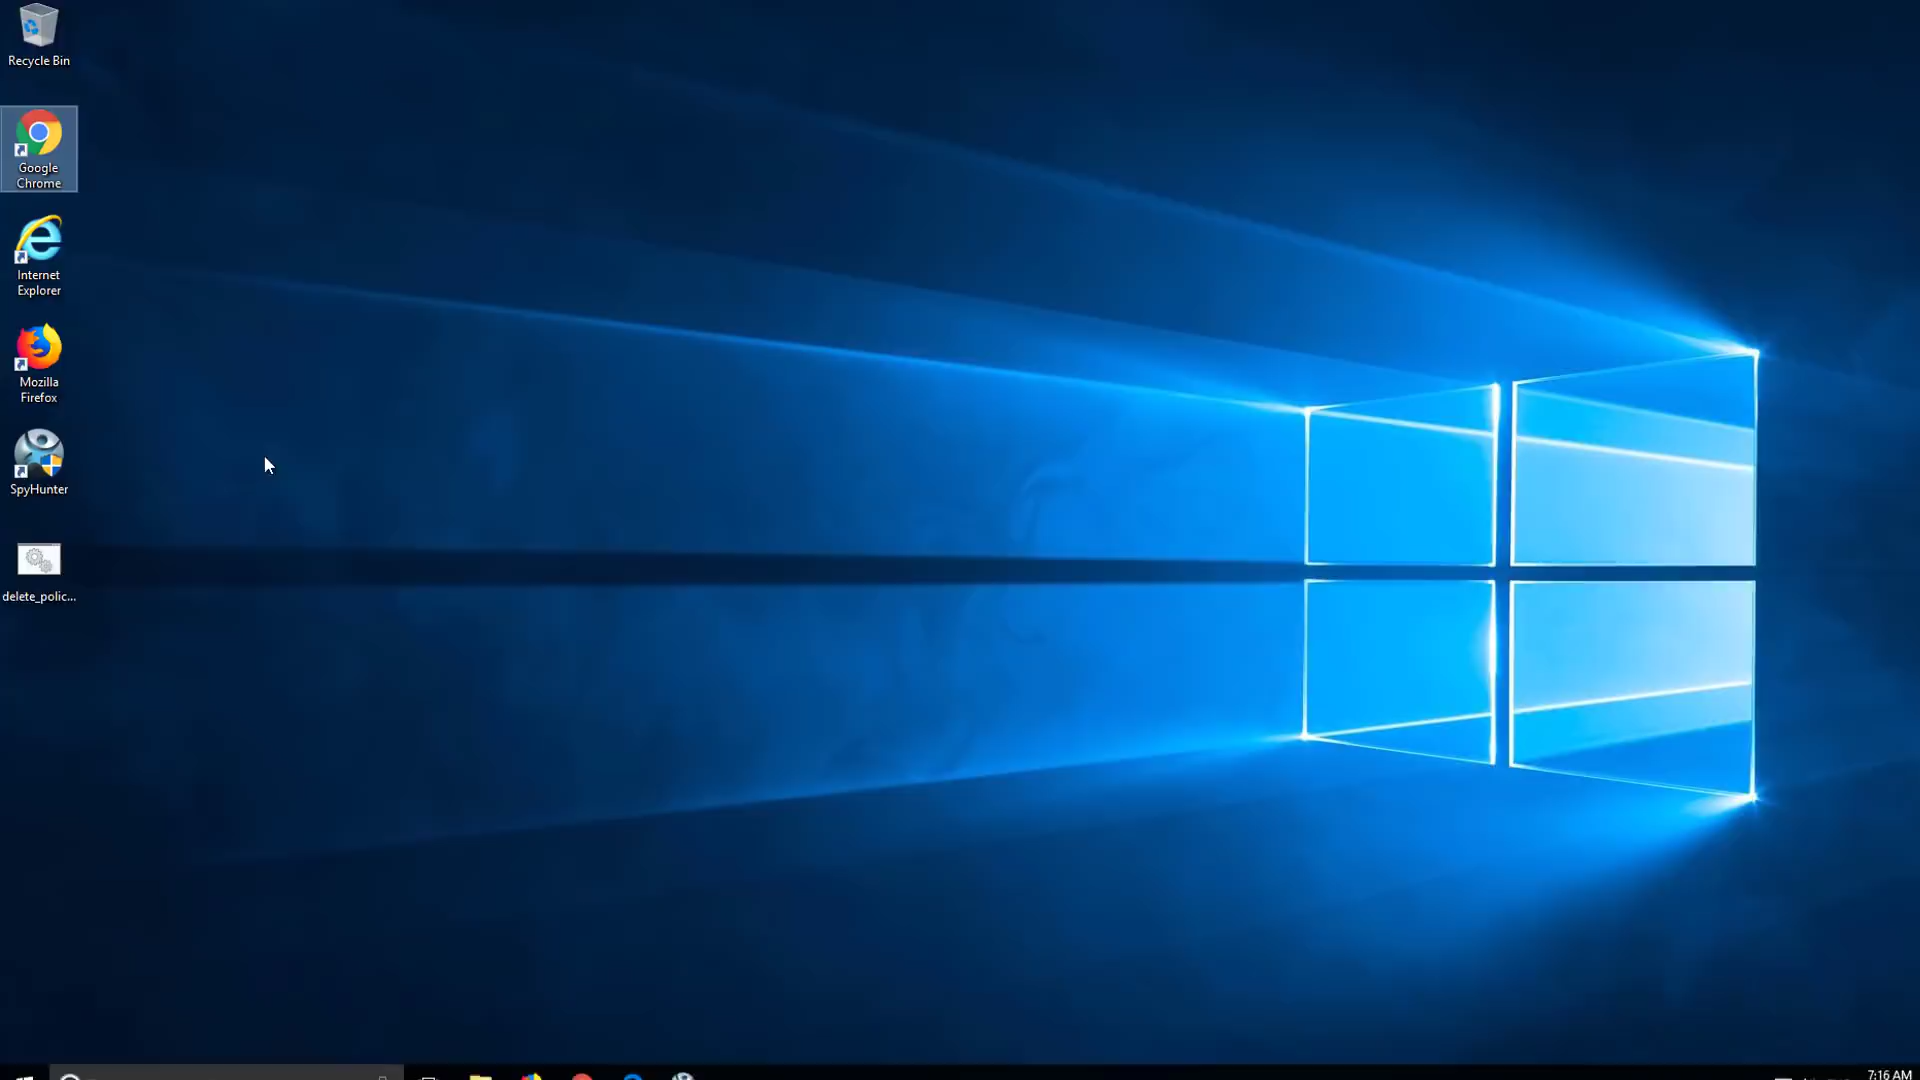 Recycle Bin
Google
Chrome
Internet
Explorer
Mozilla
Firefox
SpyHunter
delete_polic...
7:16 AM